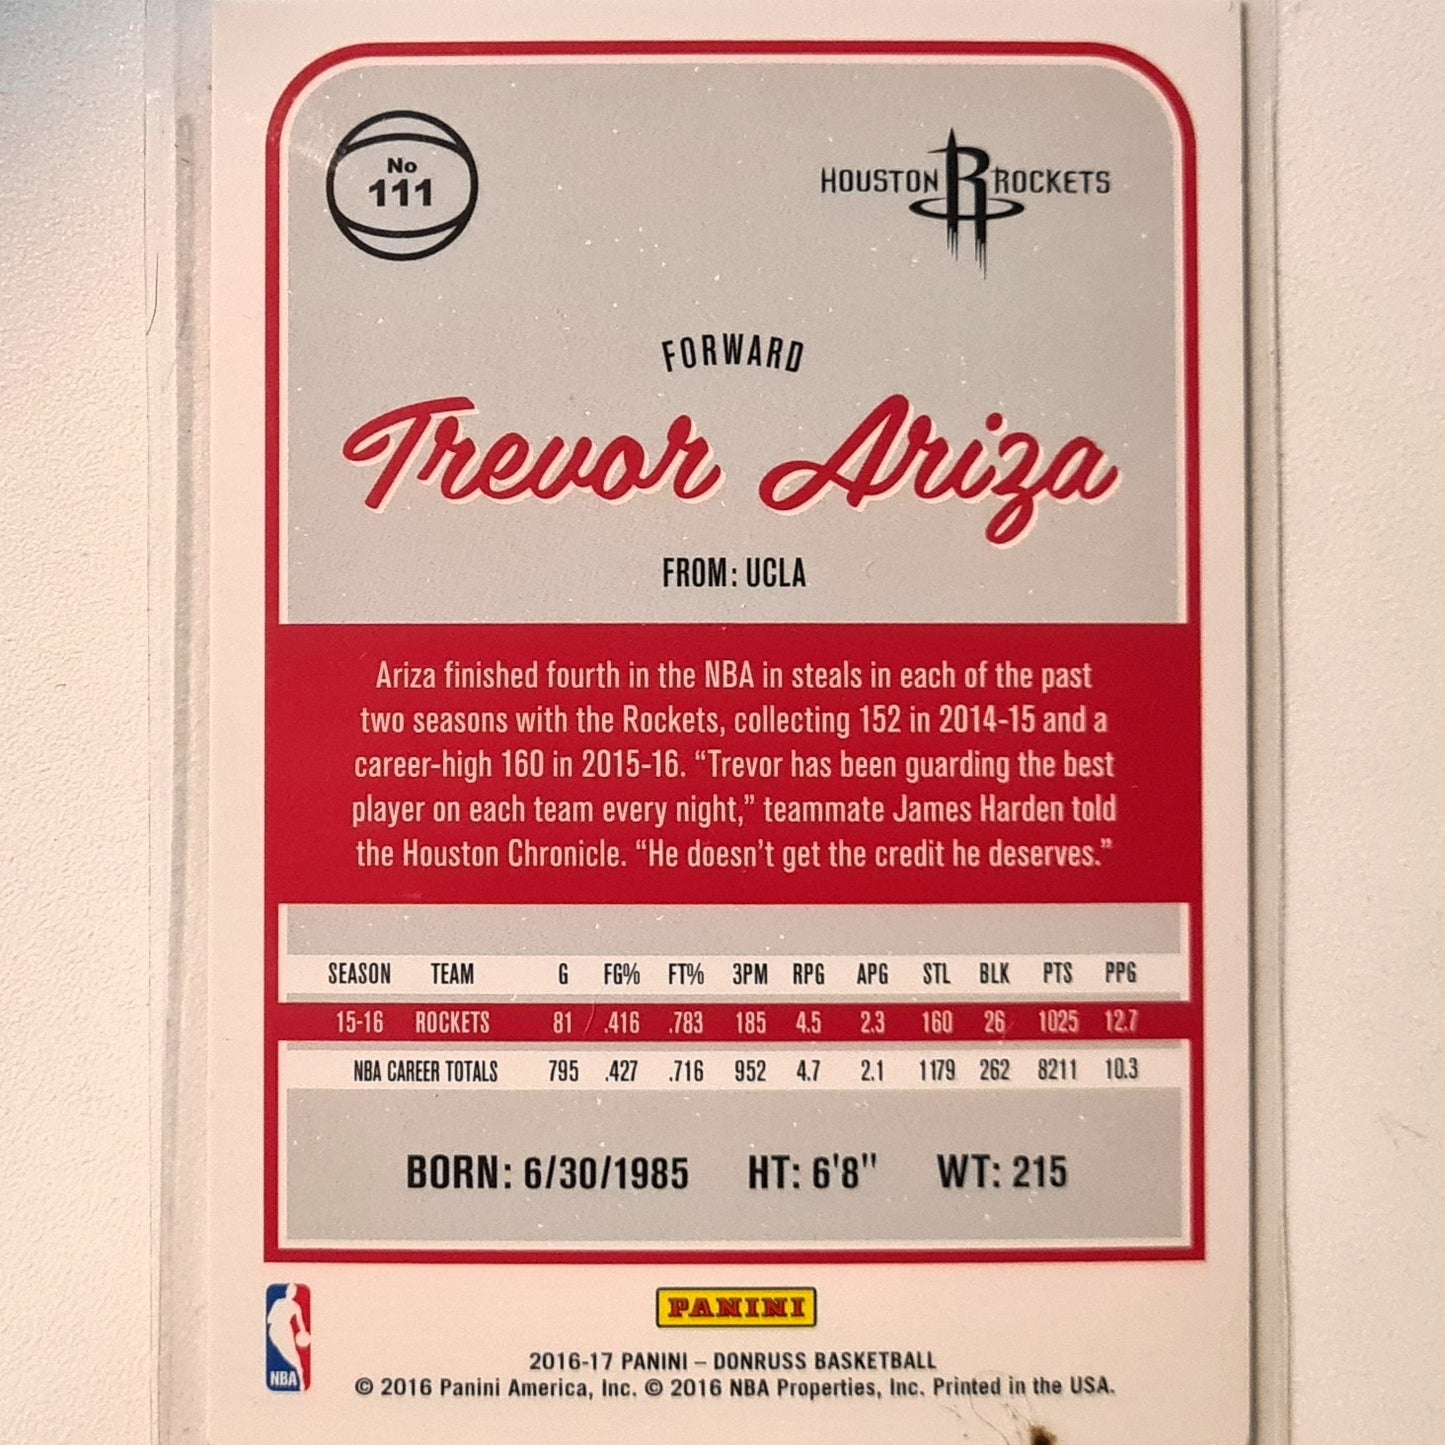 No
111
HOUSTON R ROCKETS
FORWARD
Trevor Ariza
FROM: UCLA
Ariza finished fourth in the NBA in steals in each of the past
two seasons with the Rockets, collecting 152 in 2014-15 and a
career-high 160 in 2015-16. “Trevor has been guarding the best
player on each team every night,” teammate James Harden told
the Houston Chronicle. “He doesn’t get the credit he deserves.”
SEASON TEAM G FG% FT% 3PM RPG APG STL BLK PTS PPG
15-16 ROCKETS 81 .416 .783 185 4.5 2.3 160 26 1025 12.7
NBA CAREER TOTALS 795 .427 .716 952 4.7 2.1 1179 262 8211 10.3
BORN: 6/30/1985 HT: 6'8" WT: 215
NBA
PANINI
2016-17 PANINI – DONRUSS BASKETBALL
© 2016 Panini America, Inc. © 2016 NBA Properties, Inc. Printed in the USA.